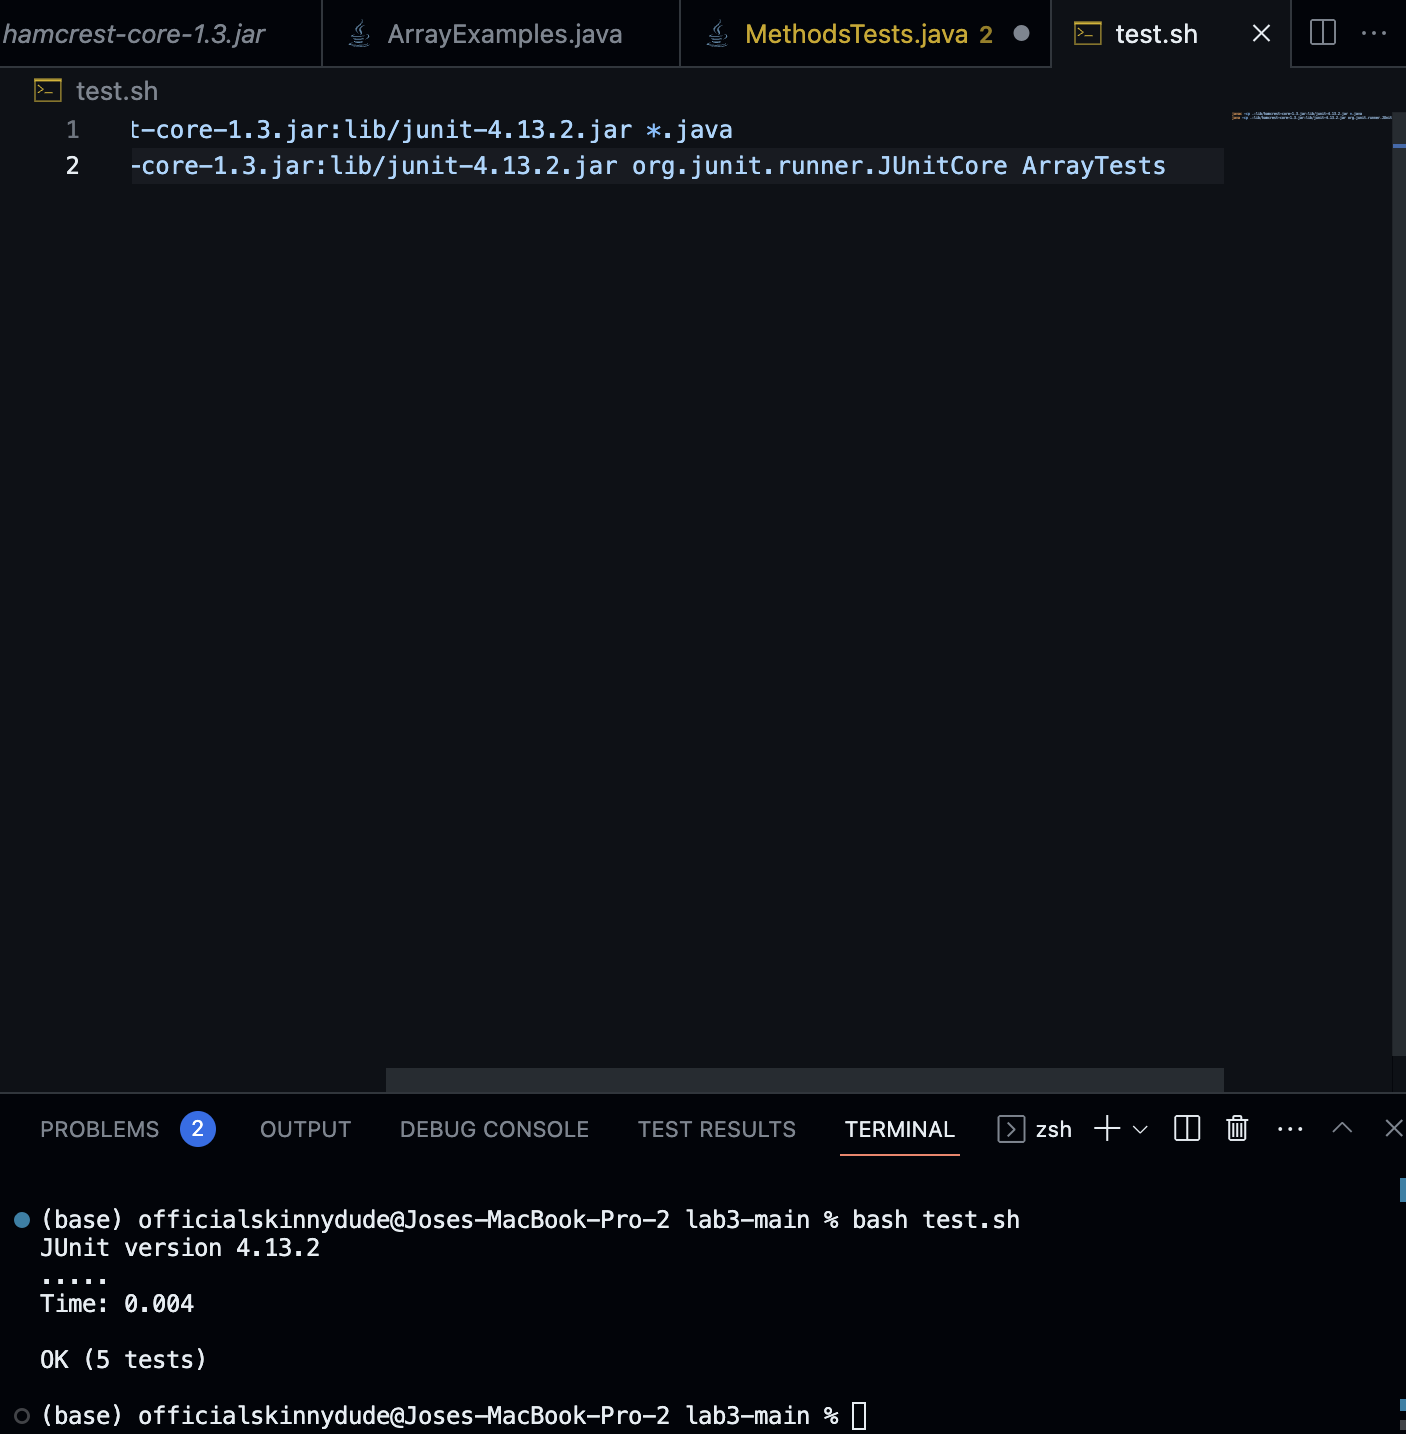 hamcrest-core-1.3.jar
ArrayExamples.java
MethodsTests.java 2
test.sh
test.sh
1 t-core-1.3.jar:lib/junit-4.13.2.jar *.java
2 -core-1.3.jar:lib/junit-4.13.2.jar org.junit.runner.JUnitCore ArrayTests
PROBLEMS 2 OUTPUT DEBUG CONSOLE TEST RESULTS TERMINAL zsh
(base) officialskinnydude@Joses-MacBook-Pro-2 lab3-main % bash test.sh
JUnit version 4.13.2
.....
Time: 0.004
OK (5 tests)
(base) officialskinnydude@Joses-MacBook-Pro-2 lab3-main %